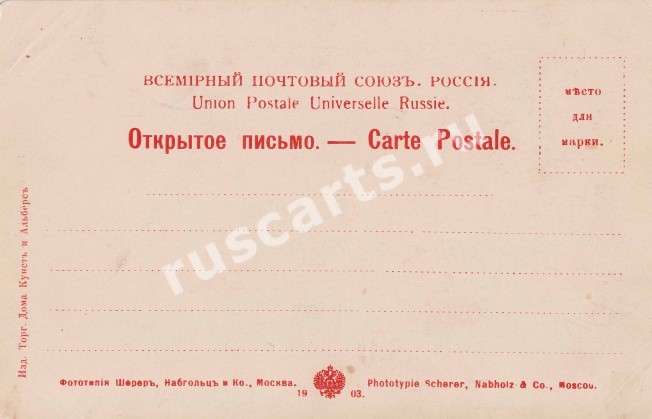 ВСЕМІРНЫЙ ПОЧТОВЫЙ СОЮЗЪ. РОССІЯ.
Union Postale Universelle Russie.
Открытое письмо. — Carte Postale.
мѣсто
для
марки.
Изд. Торг. Дома Кунстъ и Альберсъ
ruscarts.ru
Фототипія Шереръ, Набгольцъ и Ко., Москва.
Phototypie Scherer, Nabholz & Co., Moscou.
19 03.